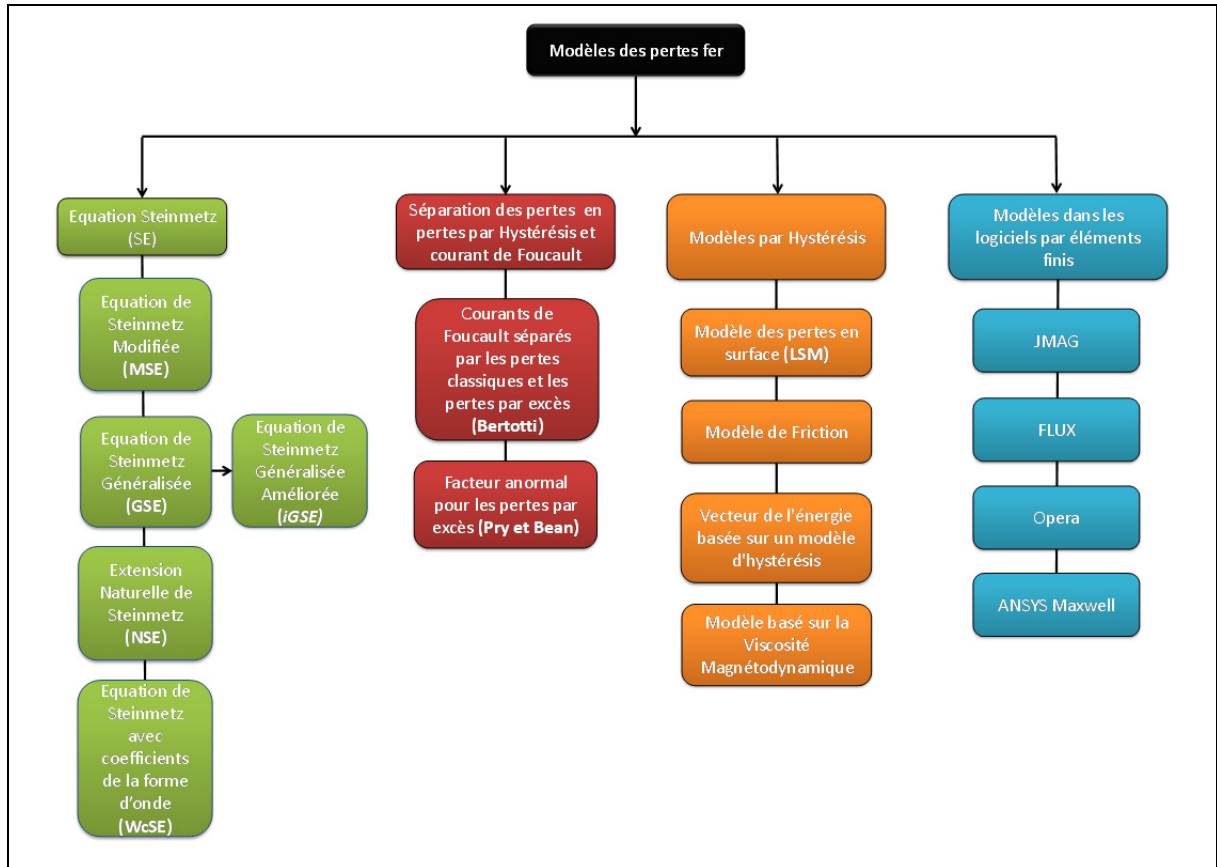 Modèles des pertes fer
Equation Steinmetz
(SE)
Equation de
Steinmetz
Modifiée
(MSE)
Equation de
Steinmetz
Généralisée
(GSE)
Equation de
Steinmetz
Généralisée
Améliorée
(iGSE)
Extension
Naturelle de
Steinmetz
(NSE)
Equation de
Steinmetz
avec
coefficients
de la forme
d'onde
(WcSE)
Séparation des pertes en
pertes par Hystérésis et
courant de Foucault
Courants de
Foucault séparés
par les pertes
classiques et les
pertes par excès
(Bertotti)
Facteur anormal
pour les pertes par
excès (Pry et Bean)
Modèles par Hystérésis
Modèle des pertes en
surface (LSM)
Modèle de Friction
Vecteur de l'énergie
basée sur un modèle
d'hystérésis
Modèle basé sur la
Viscosité
Magnétodynamique
Modèles dans les
logiciels par éléments
finis
JMAG
FLUX
Opera
ANSYS Maxwell